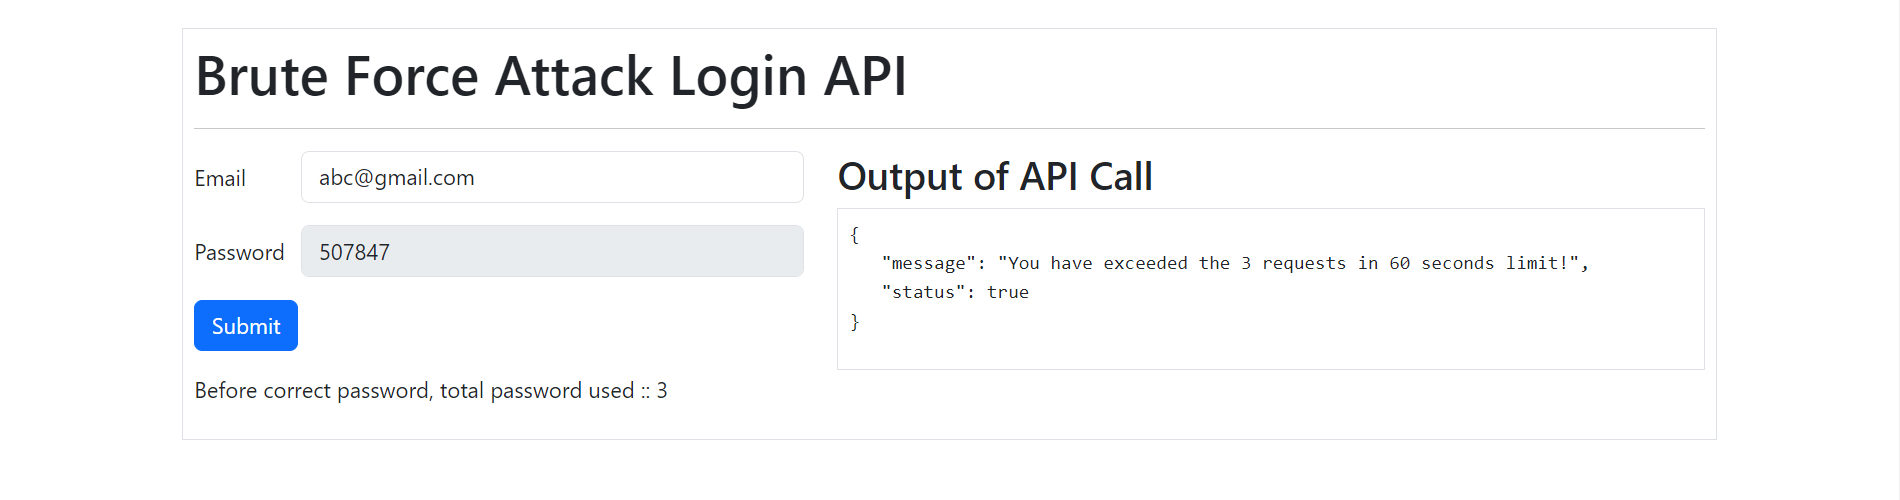 Brute Force Attack Login API
Email
abc@gmail.com
Password
507847
Submit
Before correct password, total password used :: 3
Output of API Call
{
"message": "You have exceeded the 3 requests in 60 seconds limit!",
"status": true
}